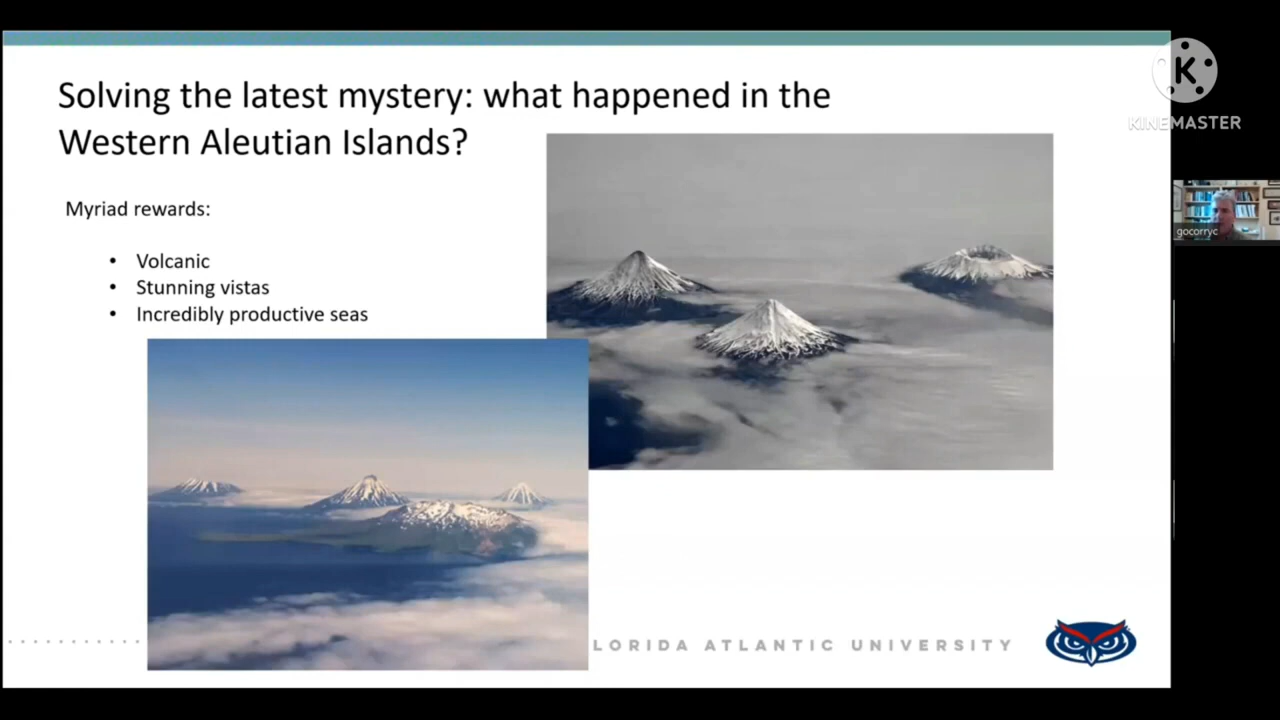 Solving the latest mystery: what happened in the
Western Aleutian Islands?
Myriad rewards:
• Volcanic
• Stunning vistas
• Incredibly productive seas
LORIDA ATLANTIC UNIVERSITY
K
KINEMASTER
gocorryc